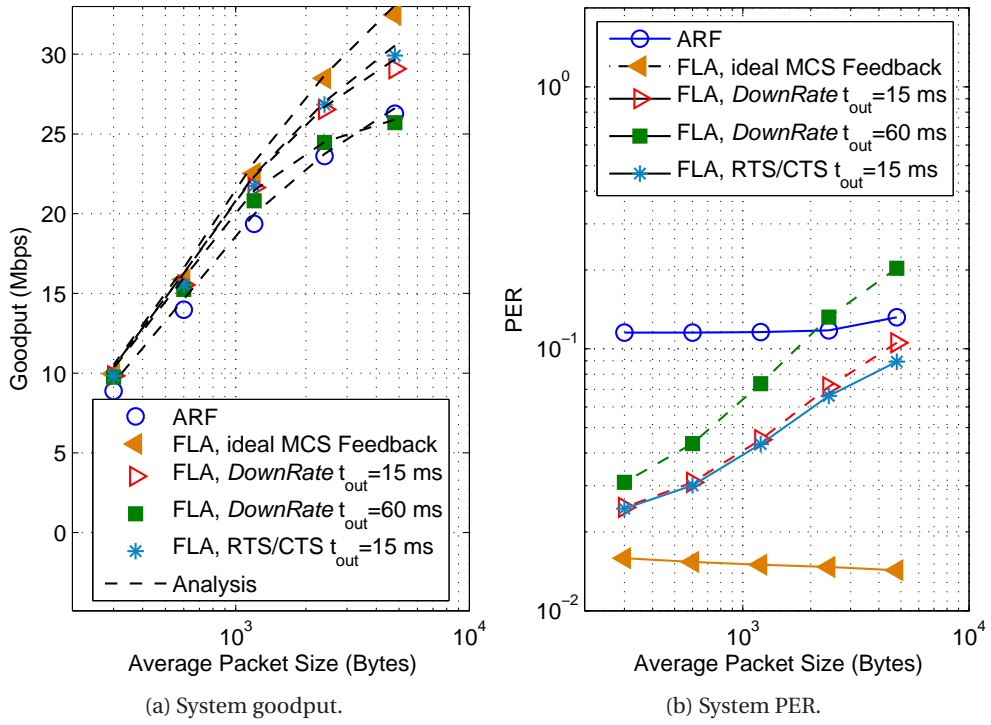 30
25
20
15
10
5
0
10^3
10^4
Goodput (Mbps)
Average Packet Size (Bytes)
ARF
FLA, ideal MCS Feedback
FLA, DownRate t_out=15 ms
FLA, DownRate t_out=60 ms
FLA, RTS/CTS t_out=15 ms
Analysis
(a) System goodput.
10^0
10^-1
10^-2
10^3
10^4
PER
Average Packet Size (Bytes)
ARF
FLA, ideal MCS Feedback
FLA, DownRate t_out=15 ms
FLA, DownRate t_out=60 ms
FLA, RTS/CTS t_out=15 ms
(b) System PER.